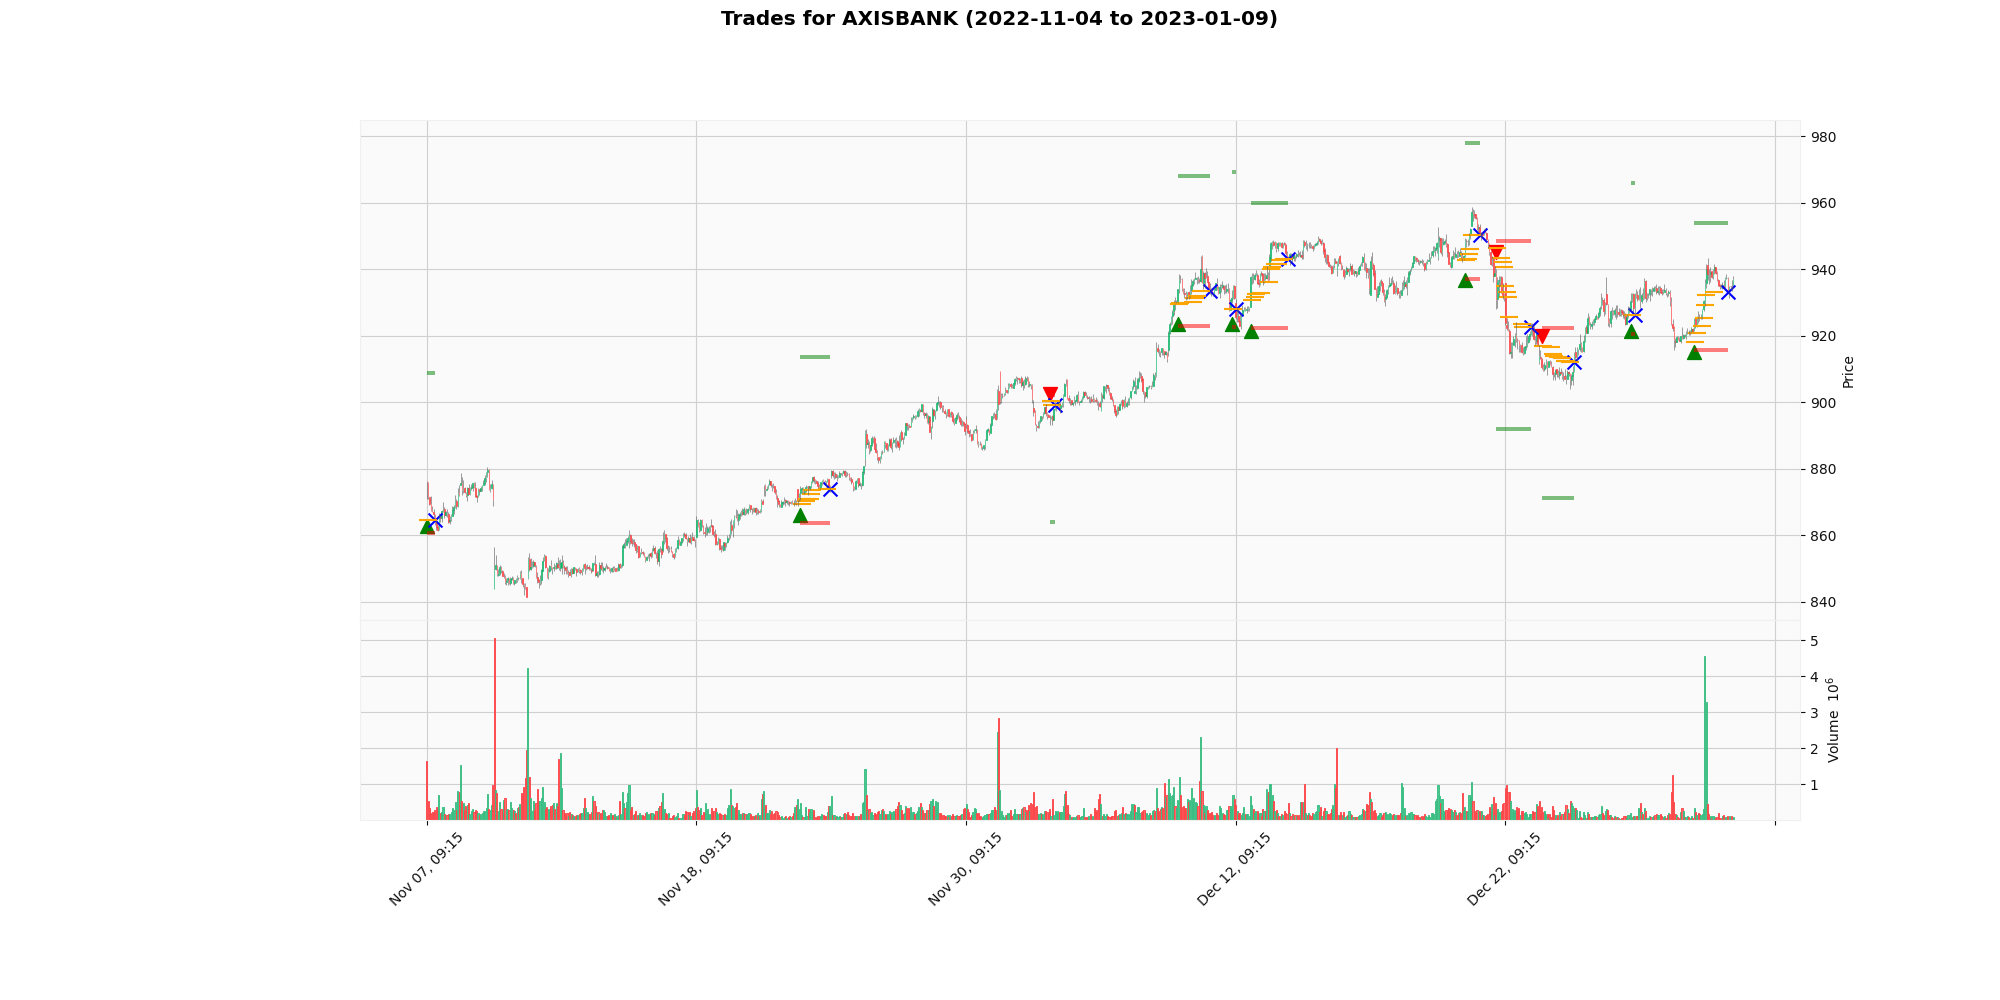 Trades for AXISBANK (2022-11-04 to 2023-01-09)
980
960
940
920
900
880
860
840
Price
5
4
3
2
1
Volume 10⁶
Nov 07, 09:15
Nov 18, 09:15
Nov 30, 09:15
Dec 12, 09:15
Dec 22, 09:15